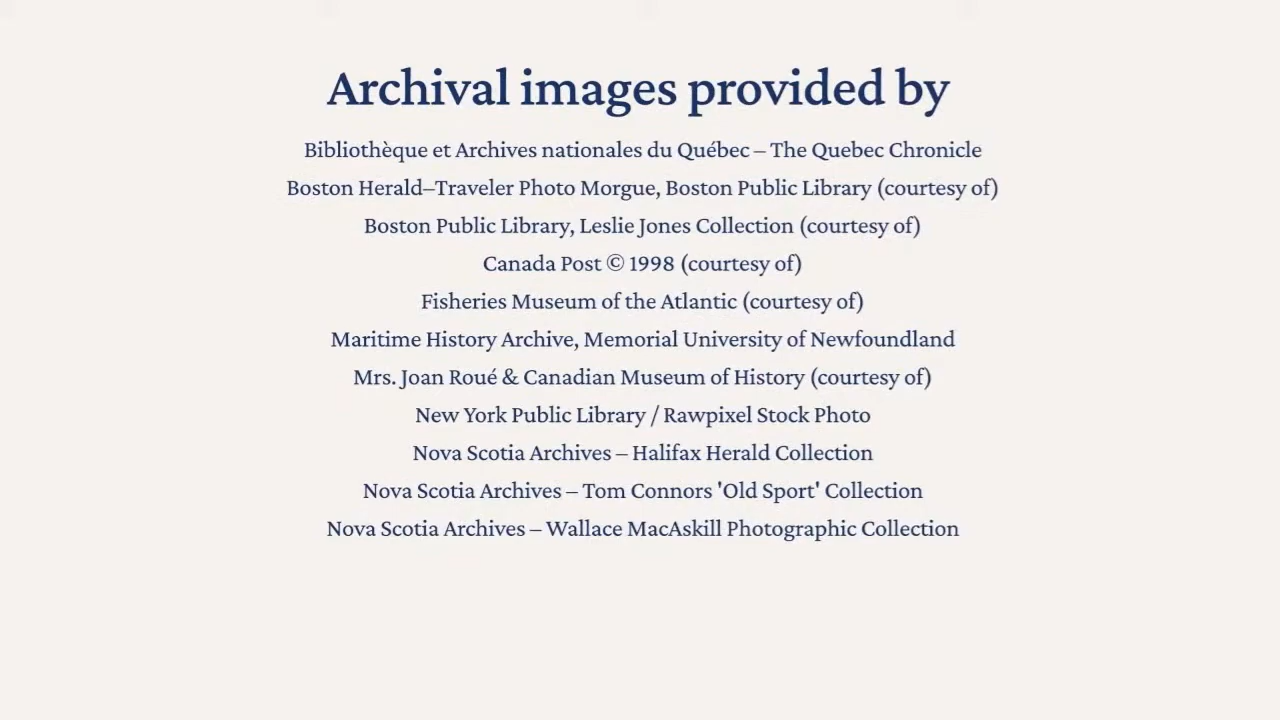 Archival images provided by
Bibliothèque et Archives nationales du Québec – The Quebec Chronicle
Boston Herald–Traveler Photo Morgue, Boston Public Library (courtesy of)
Boston Public Library, Leslie Jones Collection (courtesy of)
Canada Post © 1998 (courtesy of)
Fisheries Museum of the Atlantic (courtesy of)
Maritime History Archive, Memorial University of Newfoundland
Mrs. Joan Roué & Canadian Museum of History (courtesy of)
New York Public Library / Rawpixel Stock Photo
Nova Scotia Archives – Halifax Herald Collection
Nova Scotia Archives – Tom Connors 'Old Sport' Collection
Nova Scotia Archives – Wallace MacAskill Photographic Collection